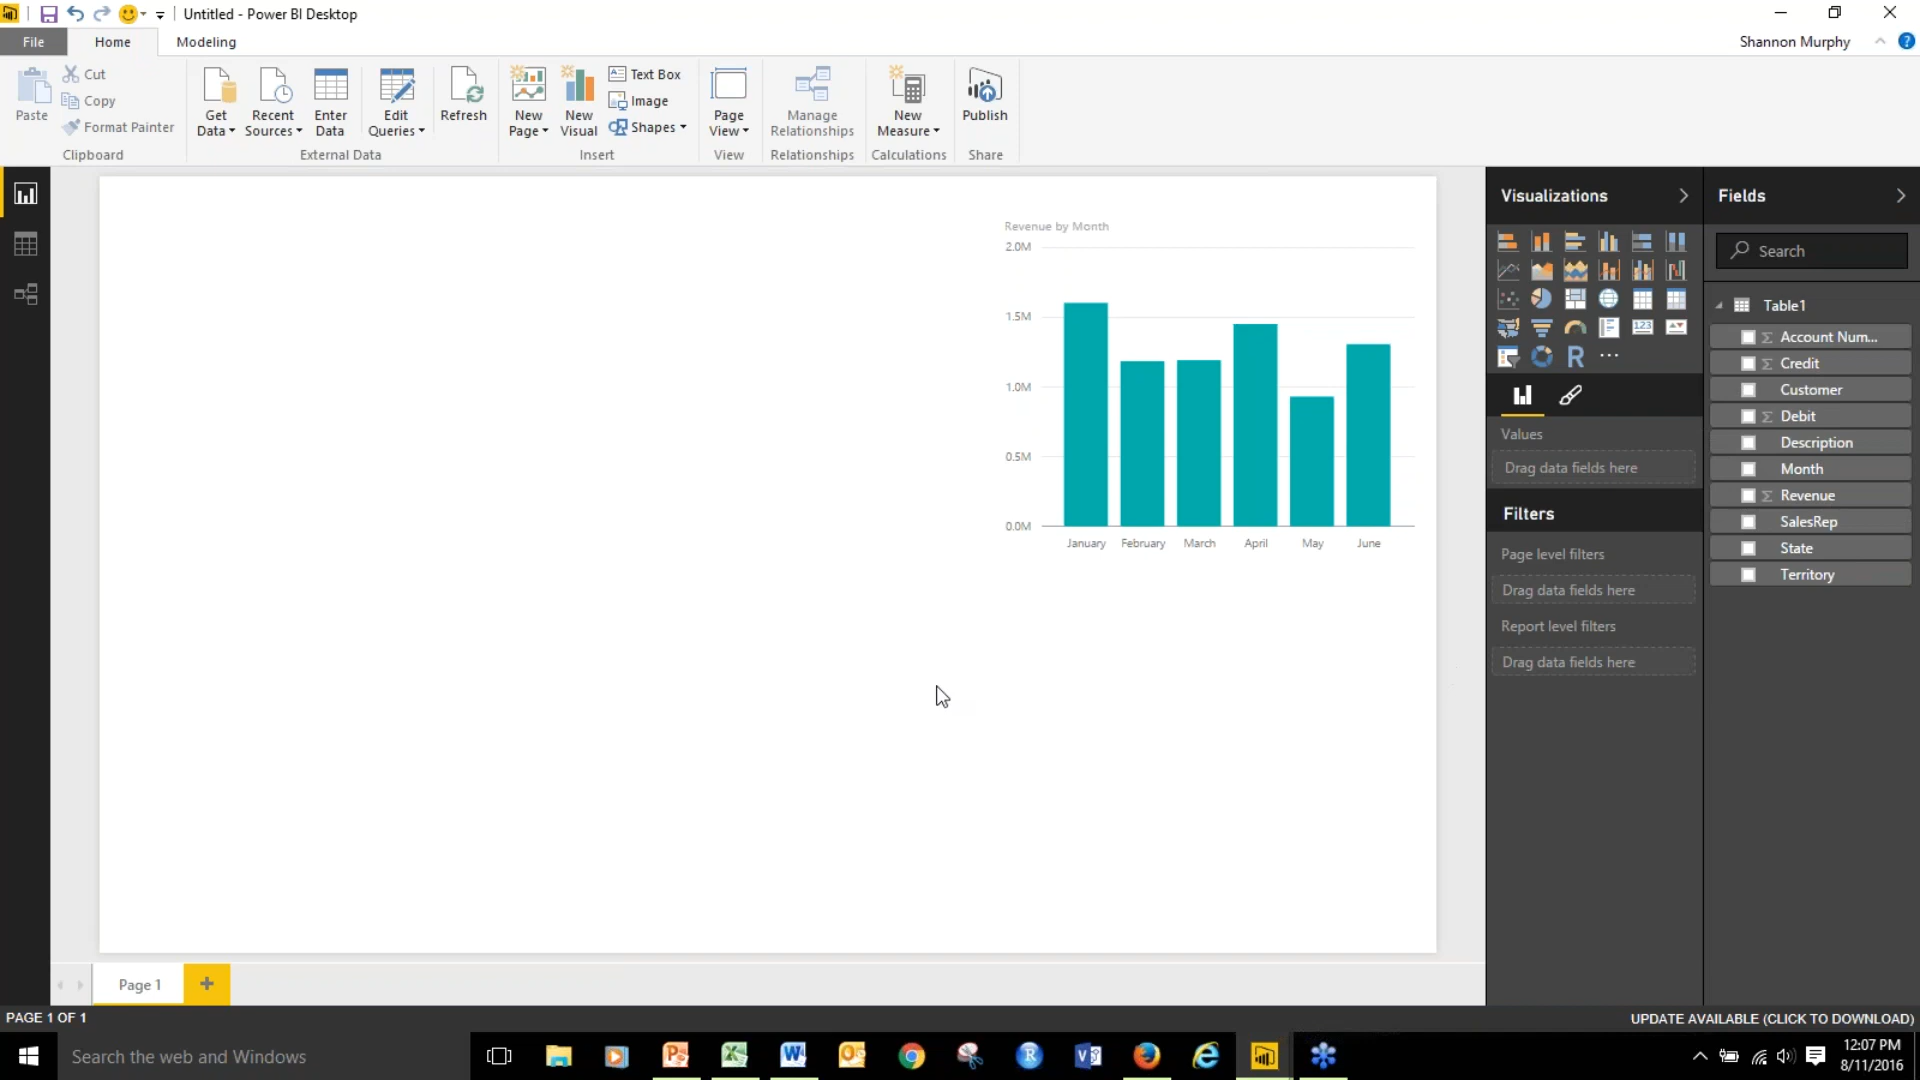 Untitled - Power BI Desktop
File
Home
Modeling
Shannon Murphy
?
Paste
Cut
Copy
Format Painter
Get
Data
Recent
Sources
Enter
Data
Edit
Queries
Refresh
New
Page
New
Visual
Text Box
Image
Shapes
Page
View
Manage
Relationships
New
Measure
Publish
Clipboard
External Data
Insert
View
Relationships
Calculations
Share
Revenue by Month
2.0M
1.5M
1.0M
0.5M
0.0M
January February March April May June
Visualizations
123
R
...
Values
Drag data fields here
Filters
Page level filters
Drag data fields here
Report level filters
Drag data fields here
Fields
Search
Table1
Σ Account Num...
Σ Credit
Customer
Σ Debit
Description
Month
Σ Revenue
SalesRep
State
Territory
Page 1
+
PAGE 1 OF 1
UPDATE AVAILABLE (CLICK TO DOWNLOAD)
Search the web and Windows
12:07 PM
8/11/2016